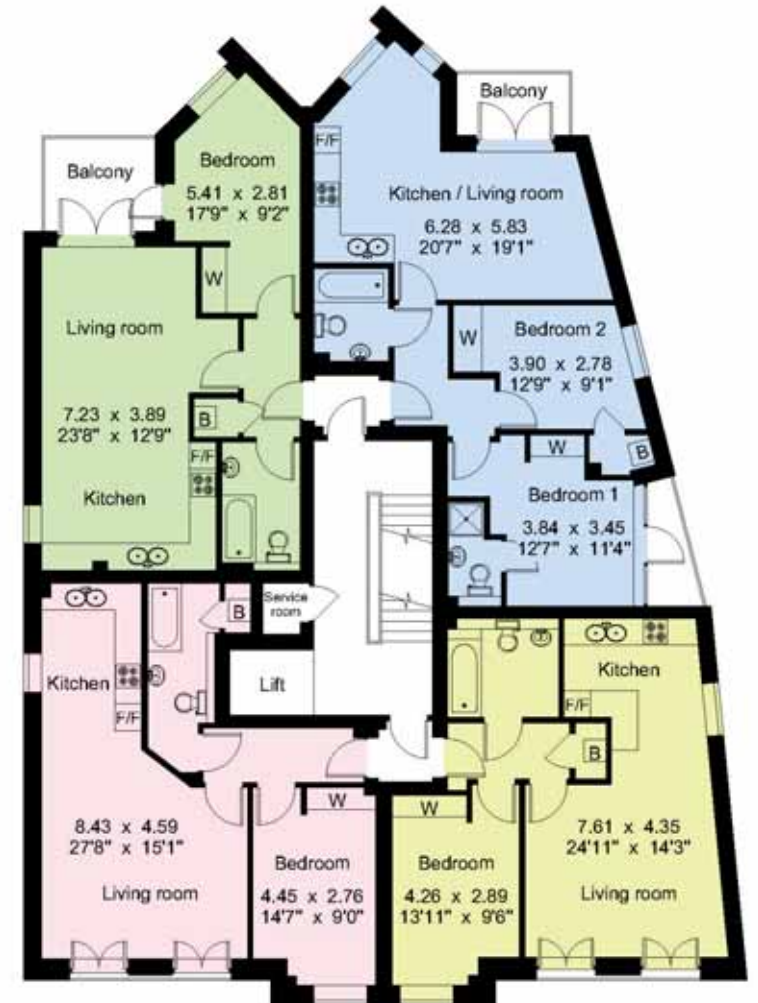 Balcony
Bedroom
5.41 x 2.81
17'9" x 9'2"
W
Living room
7.23 x 3.89
23'8" x 12'9"
B
F/F
Kitchen
Balcony
F/F
Kitchen / Living room
6.28 x 5.83
20'7" x 19'1"
W
Bedroom 2
3.90 x 2.78
12'9" x 9'1"
B
W
Bedroom 1
3.84 x 3.45
12'7" x 11'4"
Service
room
Lift
B
Kitchen
F/F
8.43 x 4.59
27'8" x 15'1"
Living room
W
Bedroom
4.45 x 2.76
14'7" x 9'0"
W
Bedroom
4.26 x 2.89
13'11" x 9'6"
Kitchen
F/F
B
7.61 x 4.35
24'11" x 14'3"
Living room